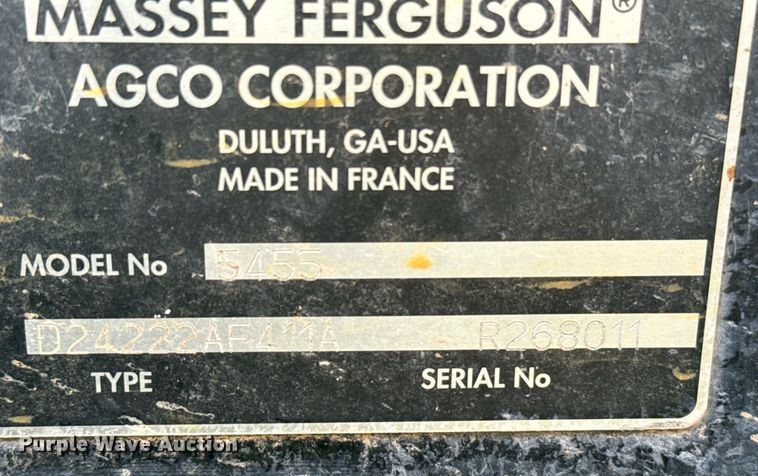 MASSEY FERGUSON®
AGCO CORPORATION
DULUTH, GA-USA
MADE IN FRANCE
MODEL No 5455
D24222AF411A R268011
TYPE SERIAL No
Purple Wave Auction